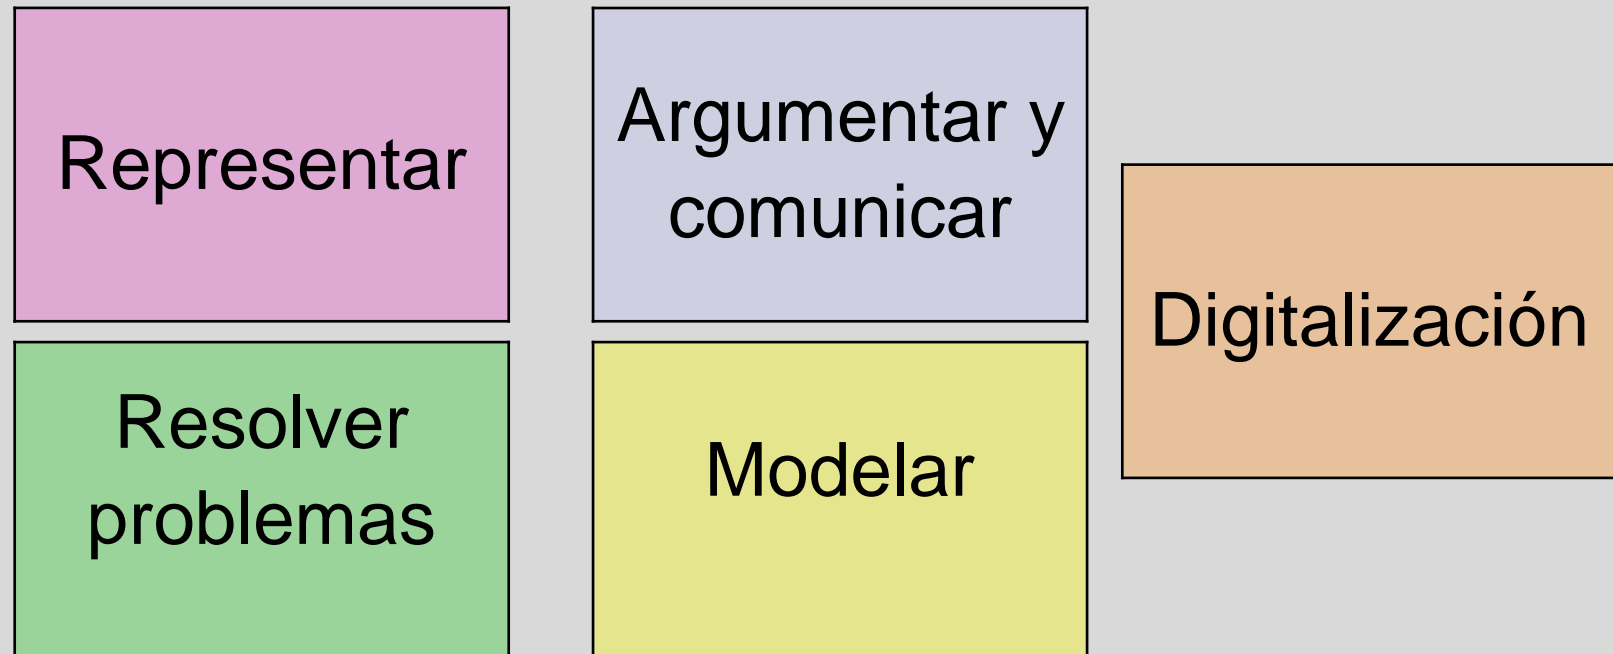 Representar
Argumentar y
comunicar
Digitalización
Resolver
problemas
Modelar